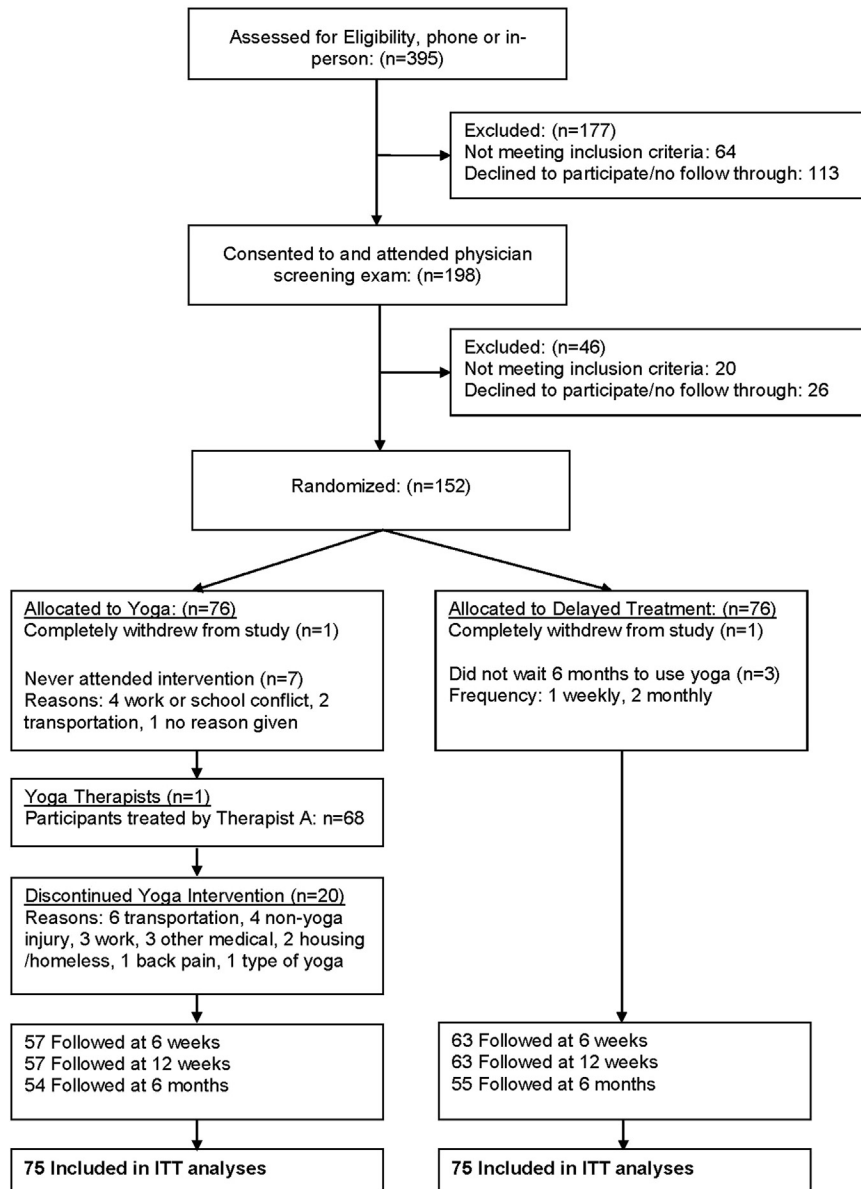 Assessed for Eligibility, phone or in-
person: (n=395)
Excluded: (n=177)
Not meeting inclusion criteria: 64
Declined to participate/no follow through: 113
Consented to and attended physician
screening exam: (n=198)
Excluded: (n=46)
Not meeting inclusion criteria: 20
Declined to participate/no follow through: 26
Randomized: (n=152)
Allocated to Yoga: (n=76)
Completely withdrew from study (n=1)
Never attended intervention (n=7)
Reasons: 4 work or school conflict, 2
transportation, 1 no reason given
Allocated to Delayed Treatment: (n=76)
Completely withdrew from study (n=1)
Did not wait 6 months to use yoga (n=3)
Frequency: 1 weekly, 2 monthly
Yoga Therapists (n=1)
Participants treated by Therapist A: n=68
Discontinued Yoga Intervention (n=20)
Reasons: 6 transportation, 4 non-yoga
injury, 3 work, 3 other medical, 2 housing
/homeless, 1 back pain, 1 type of yoga
57 Followed at 6 weeks
57 Followed at 12 weeks
54 Followed at 6 months
63 Followed at 6 weeks
63 Followed at 12 weeks
55 Followed at 6 months
75 Included in ITT analyses
75 Included in ITT analyses